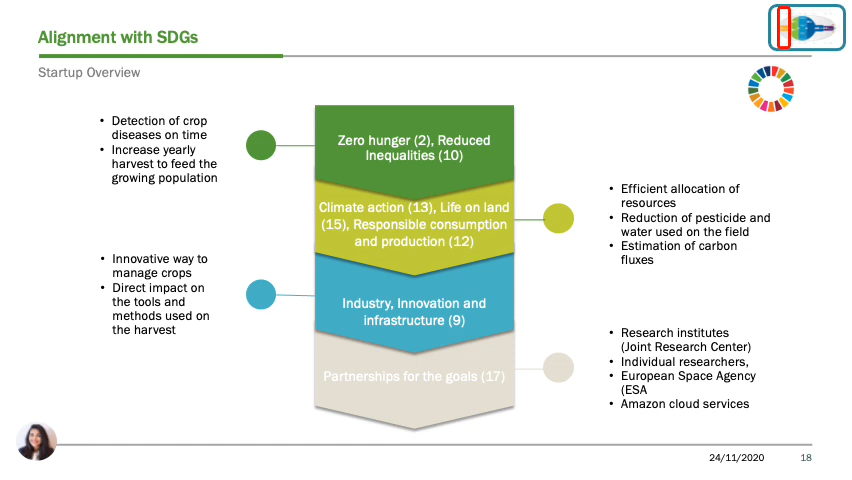 Alignment with SDGs
Startup Overview
• Detection of crop
diseases on time
• Increase yearly
harvest to feed the
growing population
Zero hunger (2), Reduced
Inequalities (10)
Climate action (13), Life on land
(15), Responsible consumption
and production (12)
• Efficient allocation of
resources
• Reduction of pesticide and
water used on the field
• Estimation of carbon
fluxes
• Innovative way to
manage crops
• Direct impact on
the tools and
methods used on
the harvest
Industry, Innovation and
infrastructure (9)
Partnerships for the goals (17)
• Research institutes
(Joint Research Center)
• Individual researchers,
• European Space Agency
(ESA
• Amazon cloud services
24/11/2020
18